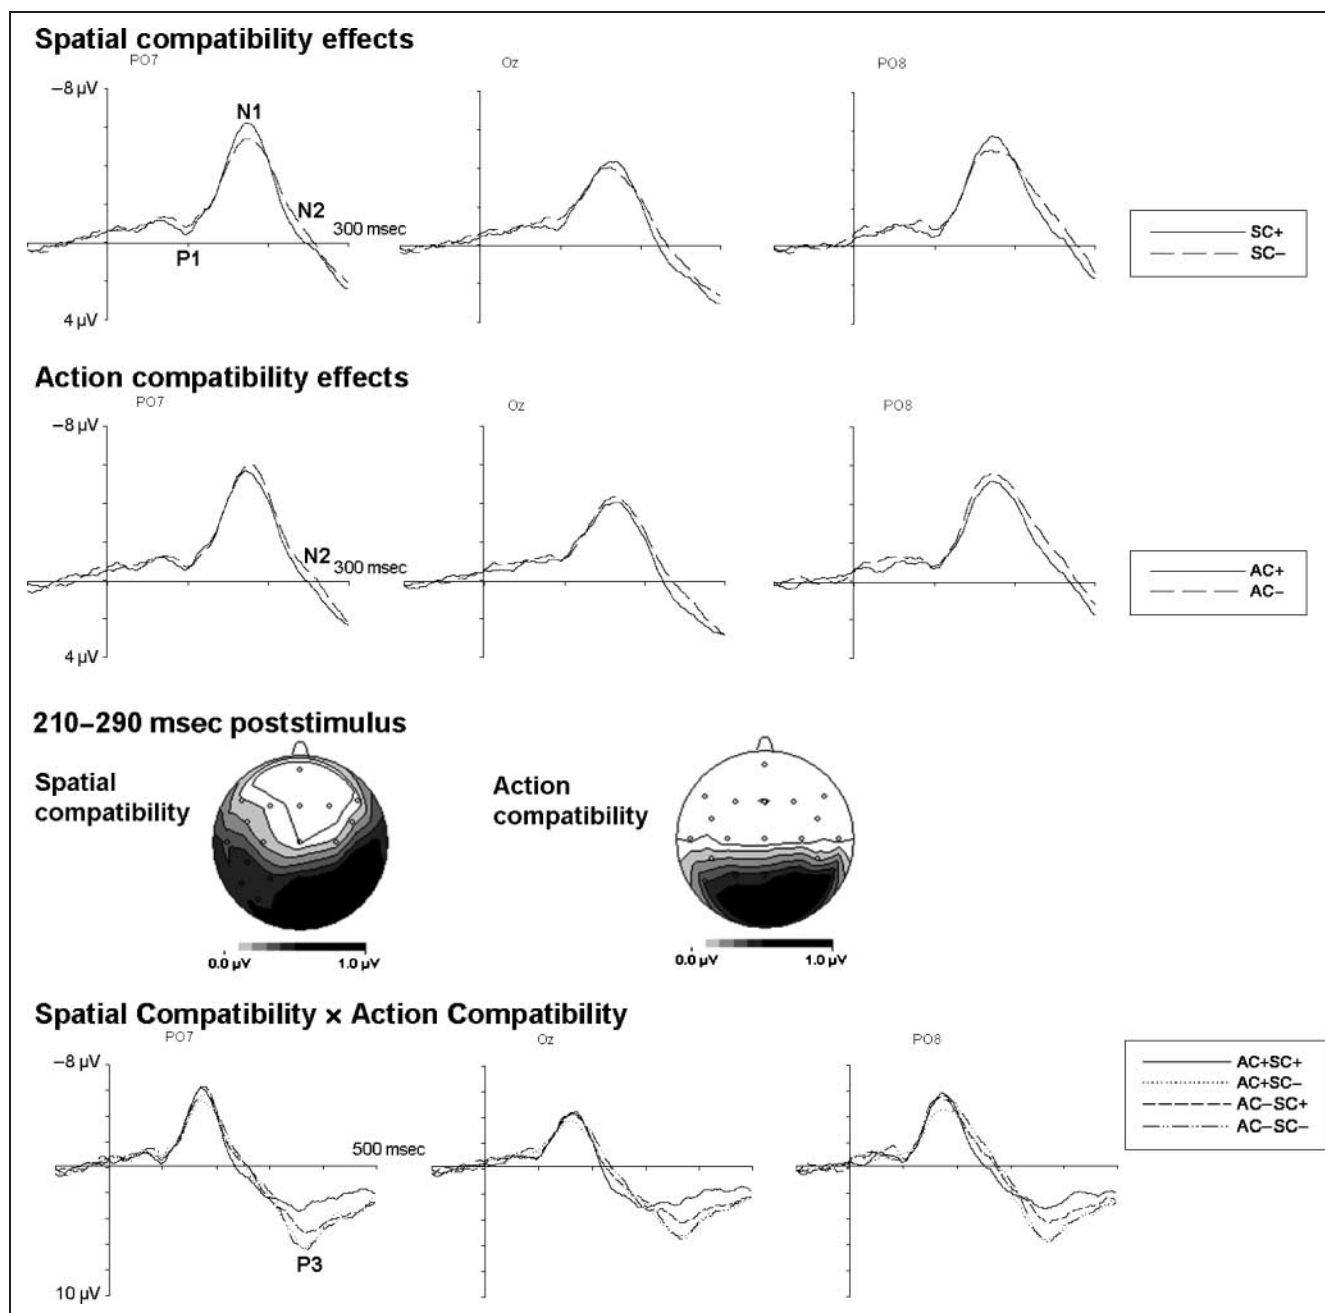 Spatial compatibility effects
PO7 Oz PO8
–8 µV
N1
N2
300 msec
P1
4 µV
SC+
SC–
Action compatibility effects
PO7 Oz PO8
–8 µV
N2
300 msec
4 µV
AC+
AC–
210–290 msec poststimulus
Spatial
compatibility
Action
compatibility
0.0 µV 1.0 µV
0.0 µV 1.0 µV
Spatial Compatibility × Action Compatibility
PO7 Oz PO8
–8 µV
500 msec
P3
10 µV
AC+SC+
AC+SC–
AC–SC+
AC–SC–